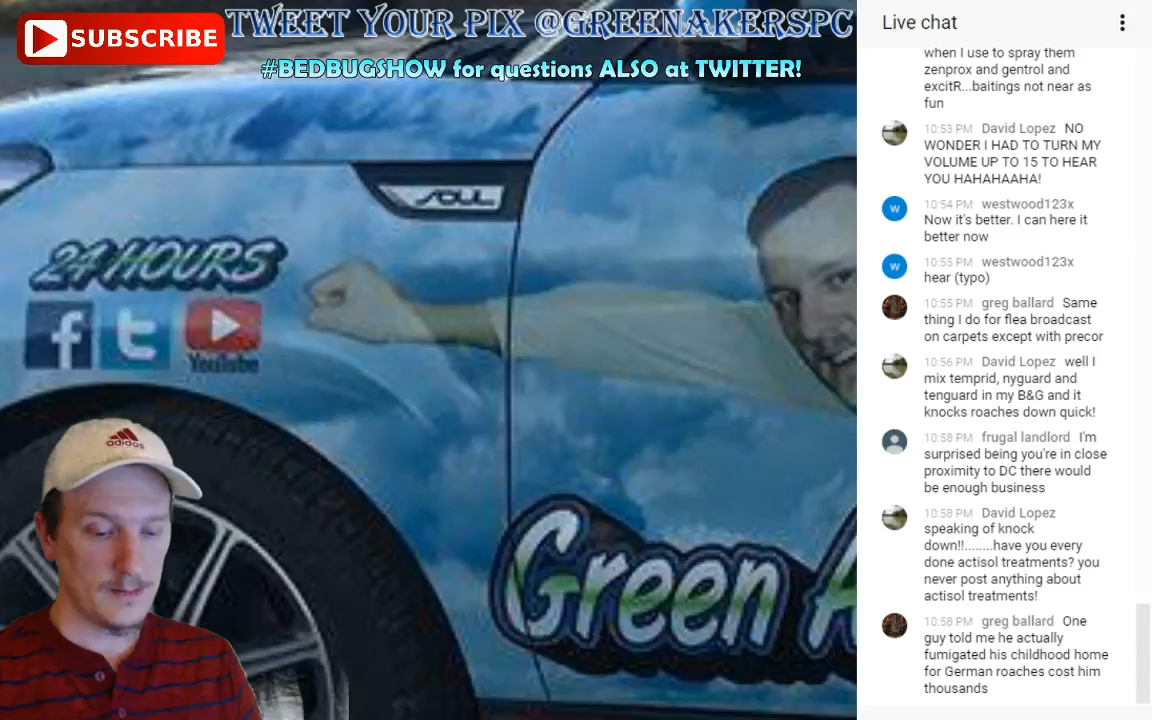 SUBSCRIBE
TWEET YOUR PIX @GREENAKERSPC
#BEDBUGSHOW for questions ALSO at TWITTER!
SOUL
24 HOURS
f t YouTube
Green A
adidas
Live chat
when I use to spray them
zenprox and gentrol and
excitR...baitings not near as
fun
10:53 PM David Lopez NO
WONDER I HAD TO TURN MY
VOLUME UP TO 15 TO HEAR
YOU HAHAHAAHA!
w
10:54 PM westwood123x
Now it's better. I can here it
better now
w
10:55 PM westwood123x
hear (typo)
10:55 PM greg ballard Same
thing I do for flea broadcast
on carpets except with precor
10:56 PM David Lopez well I
mix temprid, nyguard and
tenguard in my B&G and it
knocks roaches down quick!
10:58 PM frugal landlord I'm
surprised being you're in close
proximity to DC there would
be enough business
10:58 PM David Lopez
speaking of knock
down!!........have you every
done actisol treatments? you
never post anything about
actisol treatments!
10:58 PM greg ballard One
guy told me he actually
fumigated his childhood home
for German roaches cost him
thousands